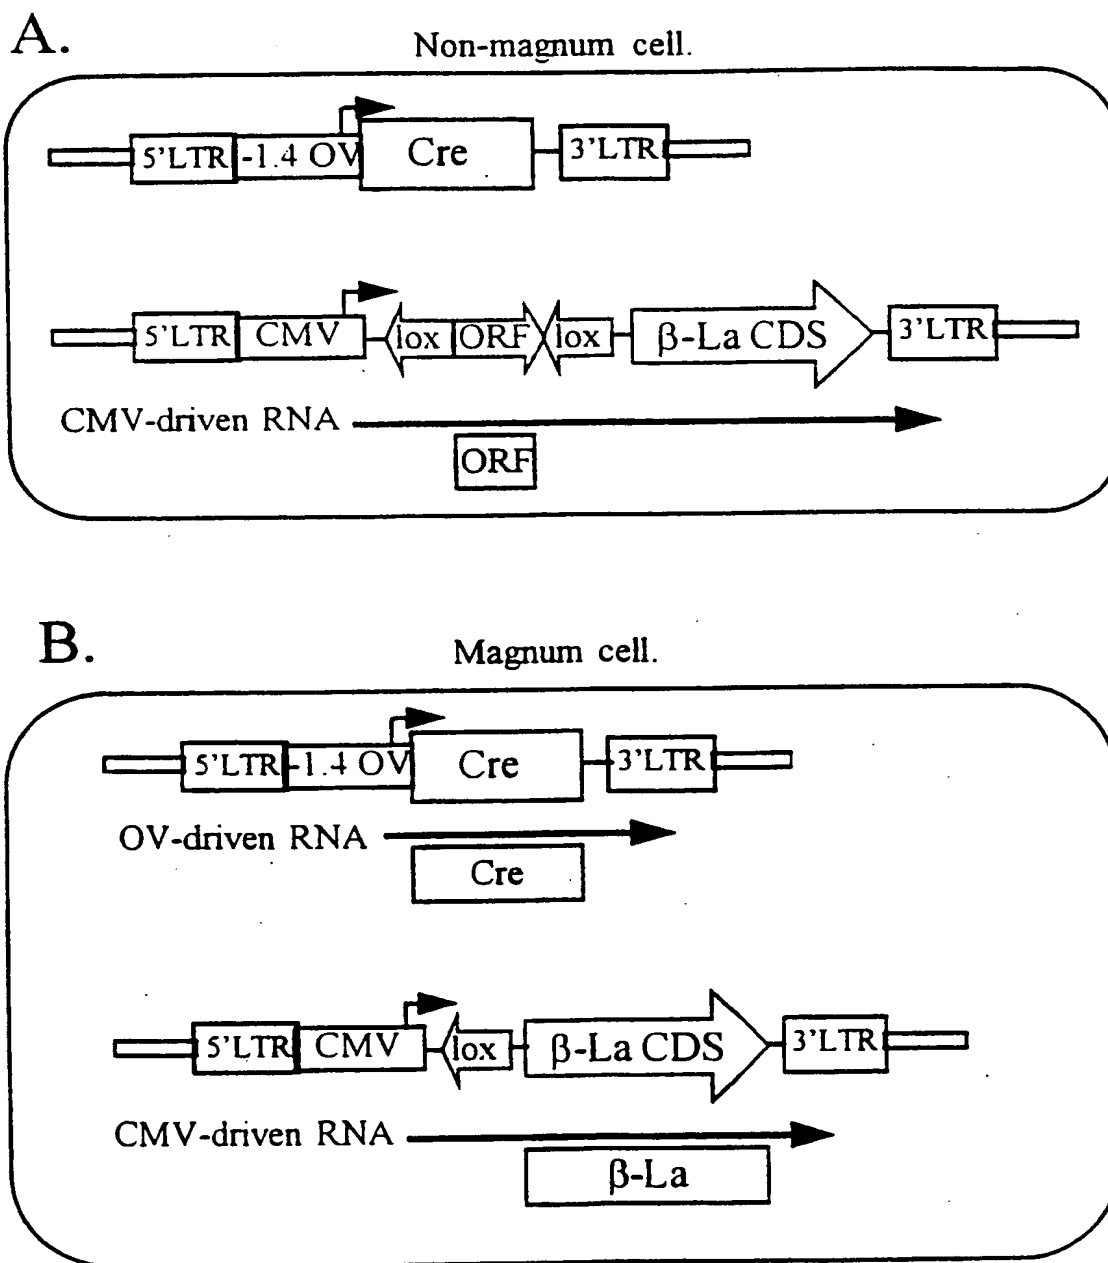 A.
Non-magnum cell.
5'LTR -1.4 OV Cre 3'LTR
5'LTR CMV lox ORF lox β-La CDS 3'LTR
CMV-driven RNA
ORF
B.
Magnum cell.
5'LTR -1.4 OV Cre 3'LTR
OV-driven RNA
Cre
5'LTR CMV lox β-La CDS 3'LTR
CMV-driven RNA
β-La